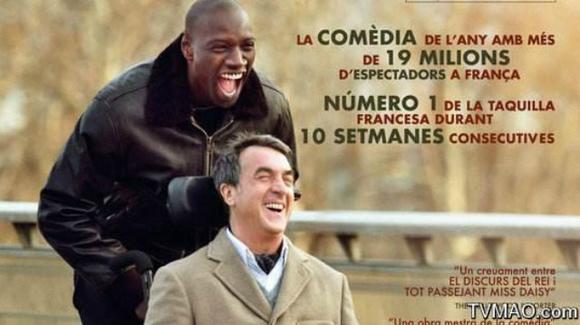 LA COMÈDIA DE L'ANY AMB MÉS
DE 19 MILIONS
D'ESPECTADORS A FRANÇA
NÚMERO 1 DE LA TAQUILLA
FRANCESA DURANT
10 SETMANES CONSECUTIVES
"Un creuament entre
EL DISCURS DEL REI i
TOT PASSEJANT MISS DAISY"
THE
TVMAO.com
"Una obra mestra de la comèdia"